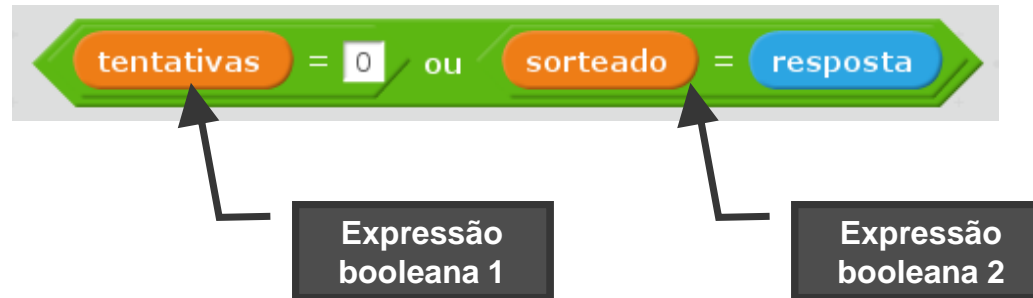 tentativas = 0 ou sorteado = resposta
Expressão
booleana 1
Expressão
booleana 2